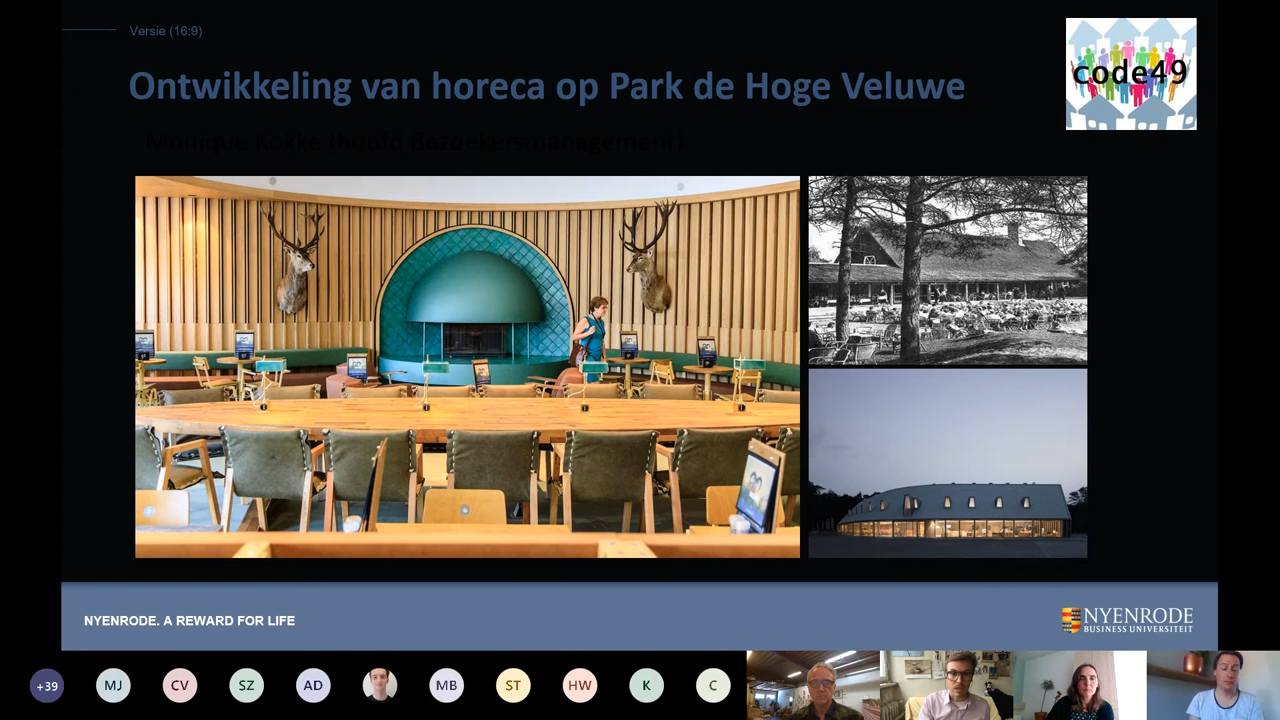 Versie (16:9)
code49
Ontwikkeling van horeca op Park de Hoge Veluwe
Monique Kokke (hoofd Bezoekersmanagement)
NYENRODE. A REWARD FOR LIFE
NYENRODE
BUSINESS UNIVERSITEIT
+39
MJ
CV
SZ
AD
MB
ST
HW
K
C